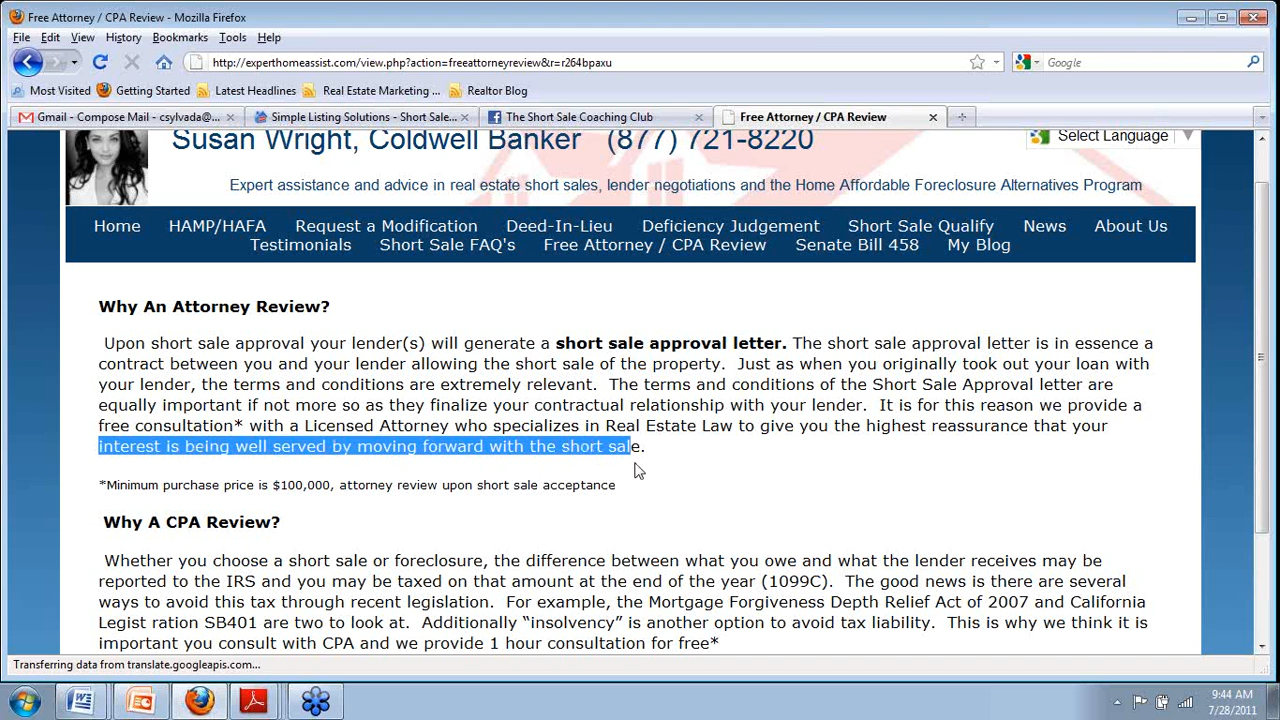 Free Attorney / CPA Review - Mozilla Firefox
File Edit View History Bookmarks Tools Help
http://experthomeassist.com/view.php?action=freeattorneyreview&r=r264bpaxu
Google
Most Visited Getting Started Latest Headlines Real Estate Marketing ... Realtor Blog
Gmail - Compose Mail - csylvada@... Simple Listing Solutions - Short Sale... The Short Sale Coaching Club Free Attorney / CPA Review
Susan Wright, Coldwell Banker (877) 721-8220
Select Language
Expert assistance and advice in real estate short sales, lender negotiations and the Home Affordable Foreclosure Alternatives Program
Home HAMP/HAFA Request a Modification Deed-In-Lieu Deficiency Judgement Short Sale Qualify News About Us
Testimonials Short Sale FAQ's Free Attorney / CPA Review Senate Bill 458 My Blog
Why An Attorney Review?
Upon short sale approval your lender(s) will generate a short sale approval letter. The short sale approval letter is in essence a
contract between you and your lender allowing the short sale of the property. Just as when you originally took out your loan with
your lender, the terms and conditions are extremely relevant. The terms and conditions of the Short Sale Approval letter are
equally important if not more so as they finalize your contractual relationship with your lender. It is for this reason we provide a
free consultation* with a Licensed Attorney who specializes in Real Estate Law to give you the highest reassurance that your
interest is being well served by moving forward with the short sale.
*Minimum purchase price is $100,000, attorney review upon short sale acceptance
Why A CPA Review?
Whether you choose a short sale or foreclosure, the difference between what you owe and what the lender receives may be
reported to the IRS and you may be taxed on that amount at the end of the year (1099C). The good news is there are several
ways to avoid this tax through recent legislation. For example, the Mortgage Forgiveness Depth Relief Act of 2007 and California
Legist ration SB401 are two to look at. Additionally “insolvency” is another option to avoid tax liability. This is why we think it is
important you consult with CPA and we provide 1 hour consultation for free*
Transferring data from translate.googleapis.com...
9:44 AM
7/28/2011